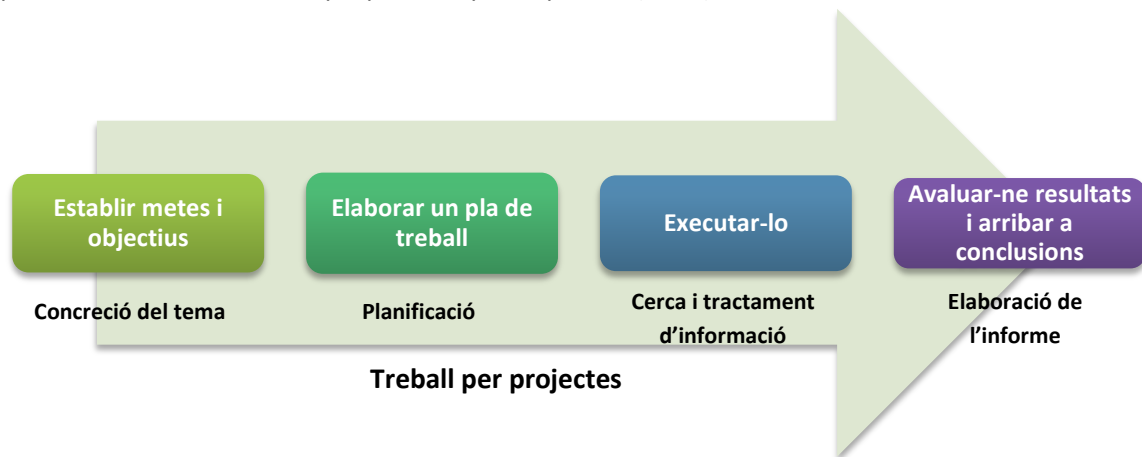 Establir metes i
objectius
Elaborar un pla de
treball
Executar-lo
Avaluar-ne resultats
i arribar a
conclusions
Concreció del tema
Planificació
Cerca i tractament
d’informació
Elaboració de
l’informe
Treball per projectes